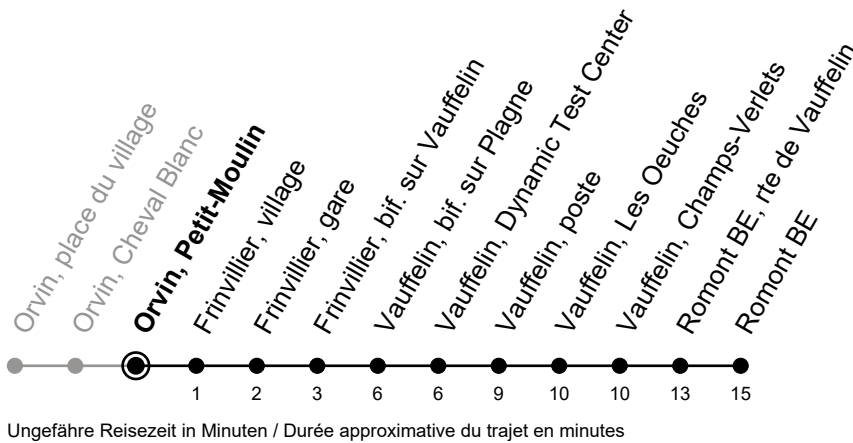 Orvin, place du village
Orvin, Cheval Blanc
Orvin, Petit-Moulin
Frinvillier, village
Frinvillier, gare
Frinvillier, bif. sur Vauffelin
Vauffelin, bif. sur Plagne
Vauffelin, Dynamic Test Center
Vauffelin, poste
Vauffelin, Les Oeuches
Vauffelin, Champs-Verlets
Romont BE, rte de Vauffelin
Romont BE
1 2 3 6 6 9 10 10 13 15
Ungefähre Reisezeit in Minuten / Durée approximative du trajet en minutes